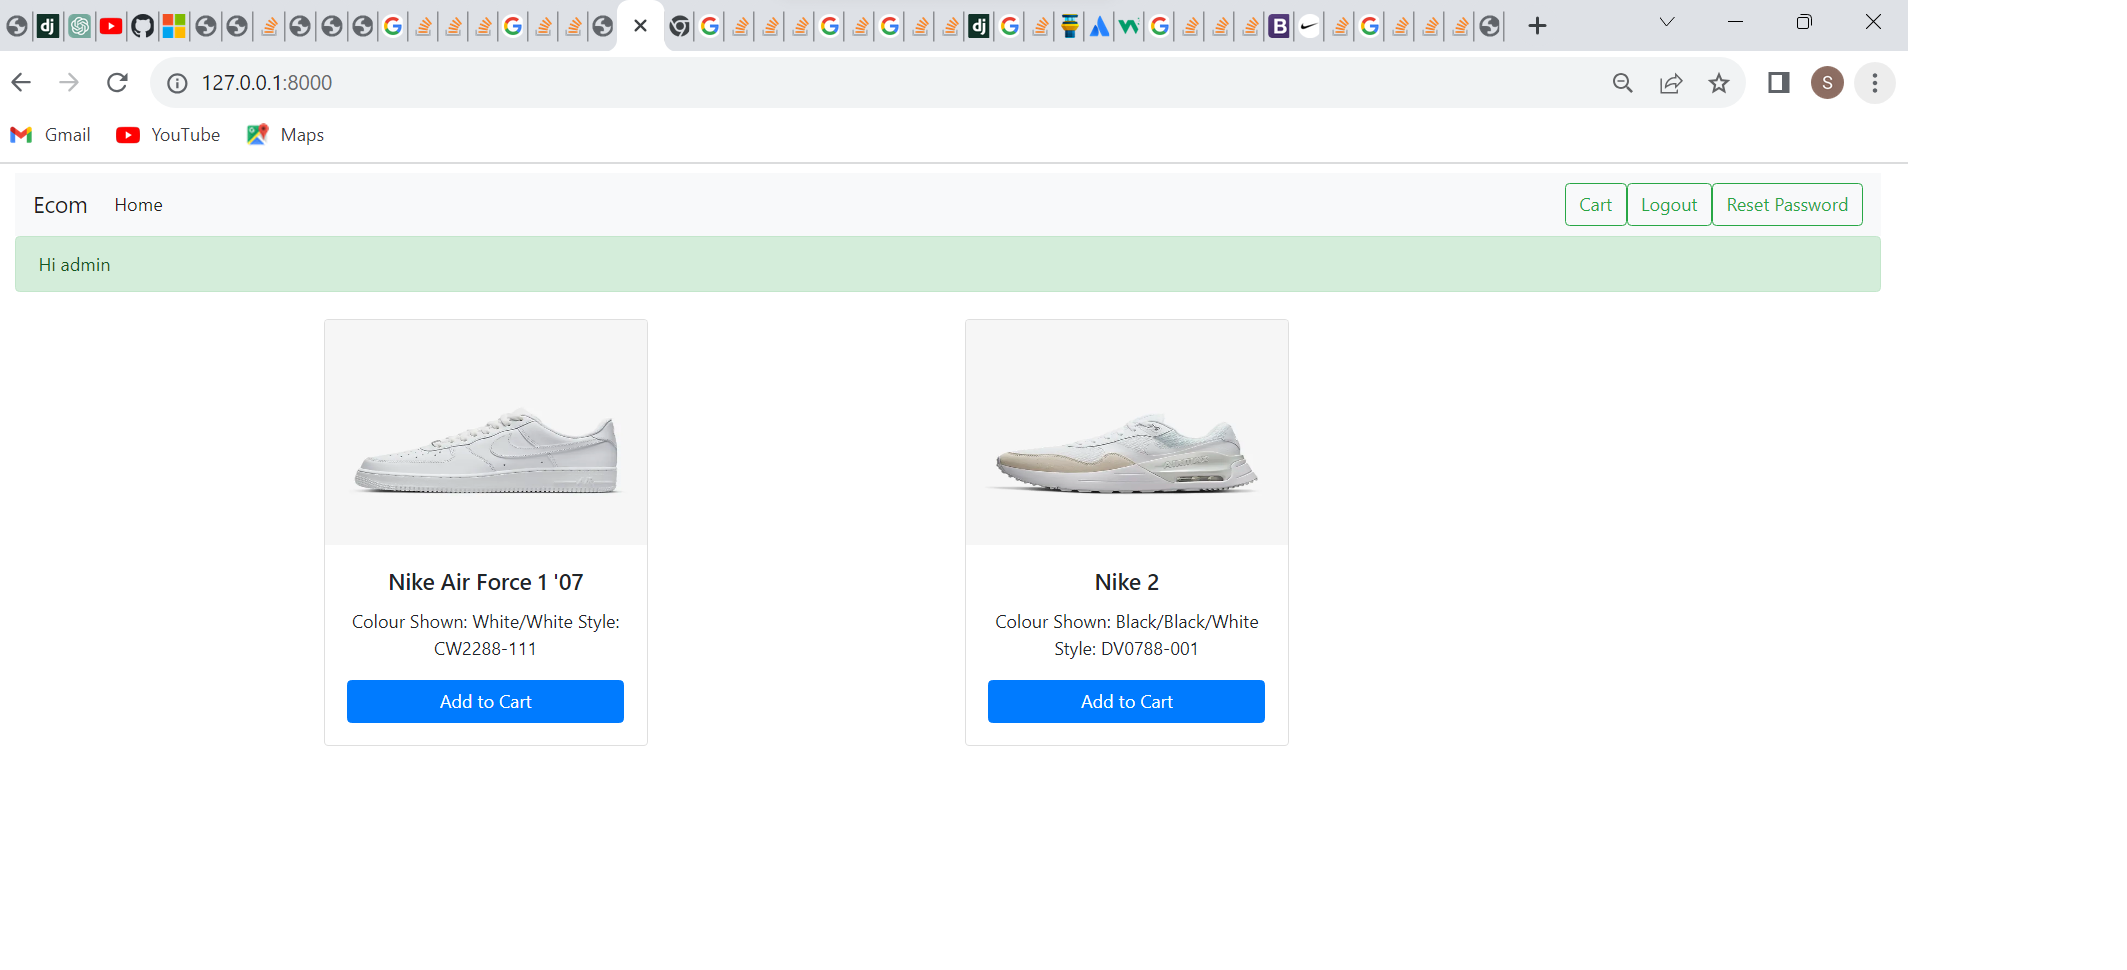 dj
B
127.0.0.1:8000
S
Gmail YouTube Maps
Ecom Home Cart Logout Reset Password
Hi admin
Nike Air Force 1 '07
Colour Shown: White/White Style:
CW2288-111
Add to Cart
Nike 2
Colour Shown: Black/Black/White
Style: DV0788-001
Add to Cart